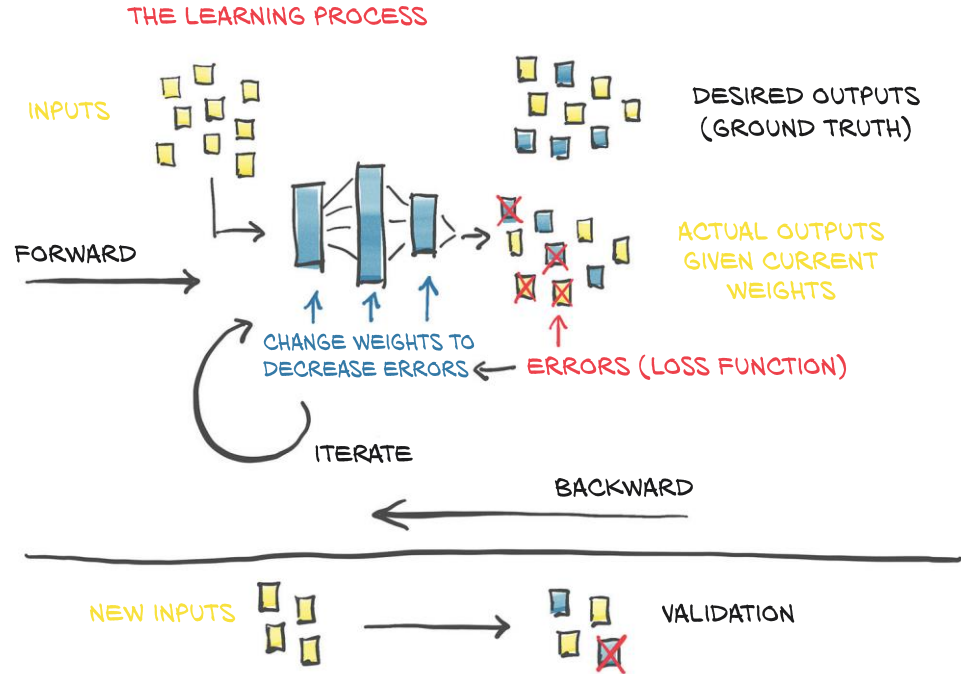 THE LEARNING PROCESS
INPUTS
DESIRED OUTPUTS
(GROUND TRUTH)
FORWARD
ACTUAL OUTPUTS
GIVEN CURRENT
WEIGHTS
CHANGE WEIGHTS TO
DECREASE ERRORS
ERRORS (LOSS FUNCTION)
ITERATE
BACKWARD
NEW INPUTS
VALIDATION